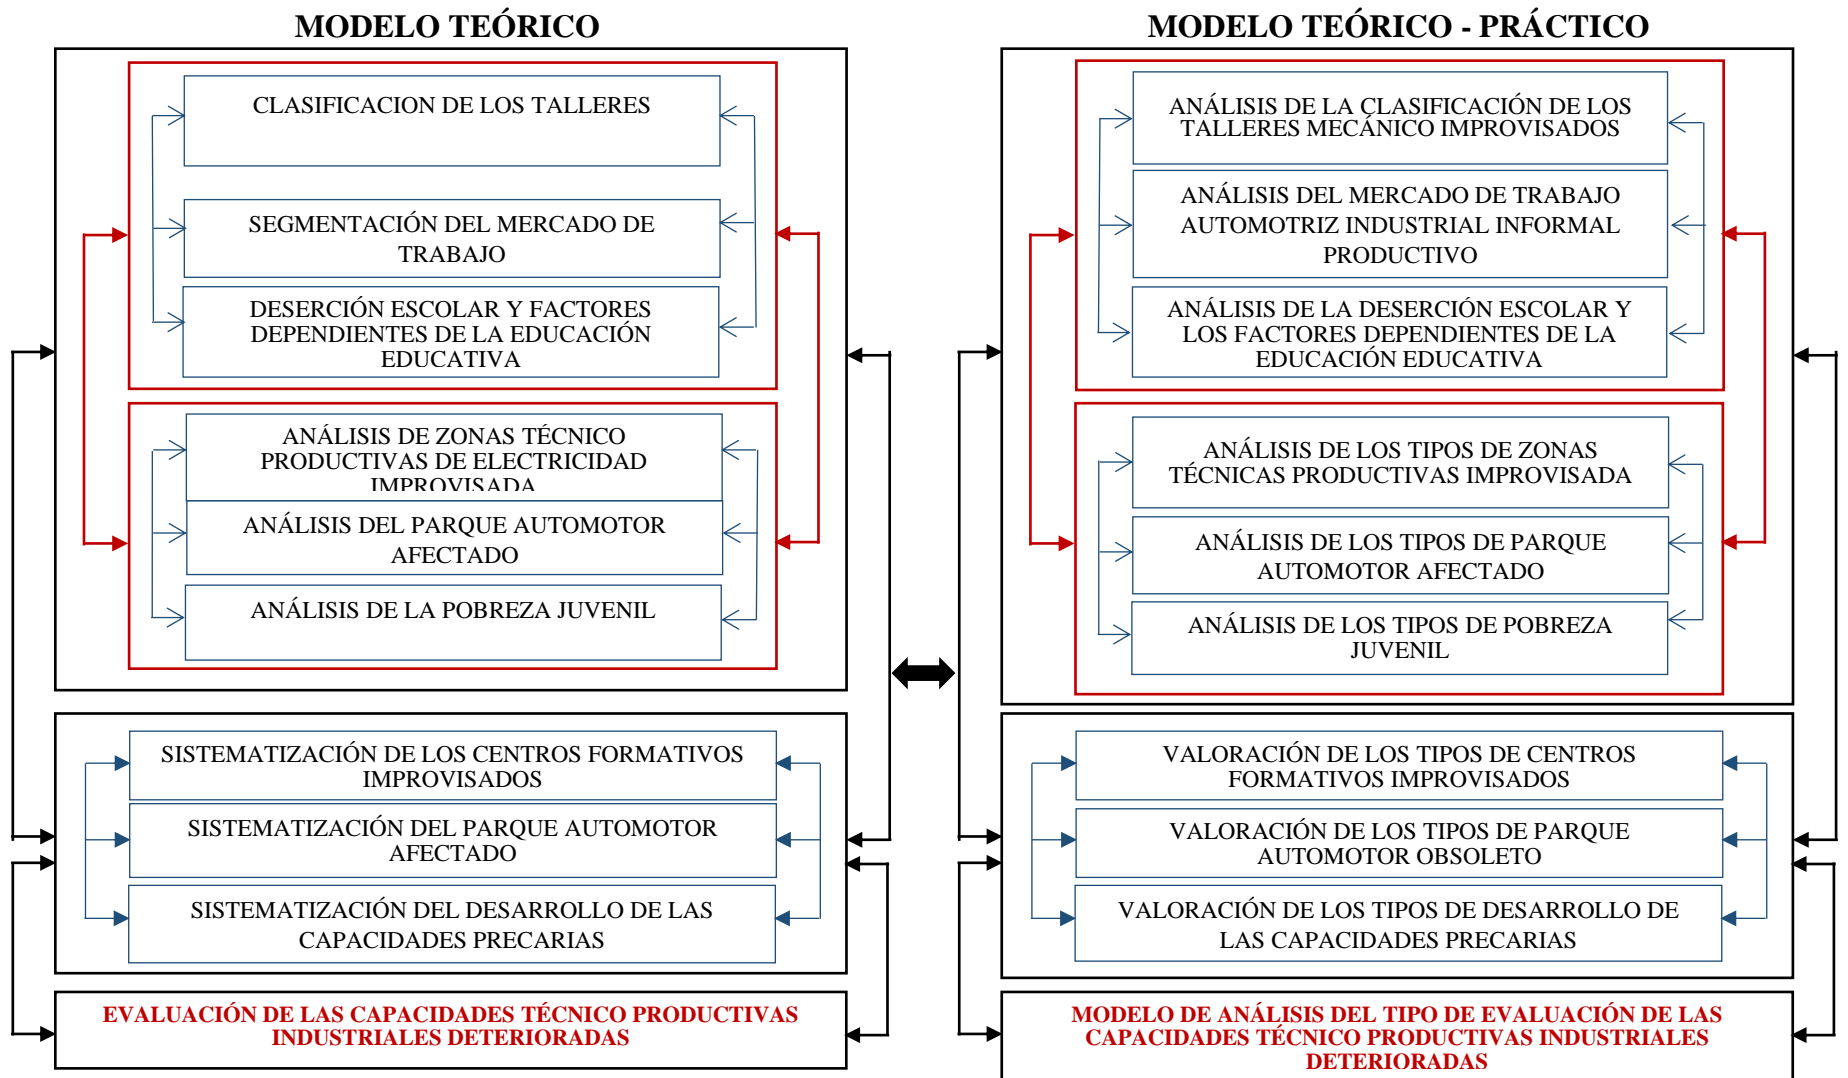 MODELO TEÓRICO
CLASIFICACION DE LOS TALLERES
SEGMENTACIÓN DEL MERCADO DE
TRABAJO
DESERCIÓN ESCOLAR Y FACTORES
DEPENDIENTES DE LA EDUCACIÓN
EDUCATIVA
ANÁLISIS DE ZONAS TÉCNICO
PRODUCTIVAS DE ELECTRICIDAD
IMPROVISADA
ANÁLISIS DEL PARQUE AUTOMOTOR
AFECTADO
ANÁLISIS DE LA POBREZA JUVENIL
SISTEMATIZACIÓN DE LOS CENTROS FORMATIVOS
IMPROVISADOS
SISTEMATIZACIÓN DEL PARQUE AUTOMOTOR
AFECTADO
SISTEMATIZACIÓN DEL DESARROLLO DE LAS
CAPACIDADES PRECARIAS
EVALUACIÓN DE LAS CAPACIDADES TÉCNICO PRODUCTIVAS
INDUSTRIALES DETERIORADAS
MODELO TEÓRICO - PRÁCTICO
ANÁLISIS DE LA CLASIFICACIÓN DE LOS
TALLERES MECÁNICO IMPROVISADOS
ANÁLISIS DEL MERCADO DE TRABAJO
AUTOMOTRIZ INDUSTRIAL INFORMAL
PRODUCTIVO
ANÁLISIS DE LA DESERCIÓN ESCOLAR Y
LOS FACTORES DEPENDIENTES DE LA
EDUCACIÓN EDUCATIVA
ANÁLISIS DE LOS TIPOS DE ZONAS
TÉCNICAS PRODUCTIVAS IMPROVISADA
ANÁLISIS DE LOS TIPOS DE PARQUE
AUTOMOTOR AFECTADO
ANÁLISIS DE LOS TIPOS DE POBREZA
JUVENIL
VALORACIÓN DE LOS TIPOS DE CENTROS
FORMATIVOS IMPROVISADOS
VALORACIÓN DE LOS TIPOS DE PARQUE
AUTOMOTOR OBSOLETO
VALORACIÓN DE LOS TIPOS DE DESARROLLO DE
LAS CAPACIDADES PRECARIAS
MODELO DE ANÁLISIS DEL TIPO DE EVALUACIÓN DE LAS
CAPACIDADES TÉCNICO PRODUCTIVAS INDUSTRIALES
DETERIORADAS